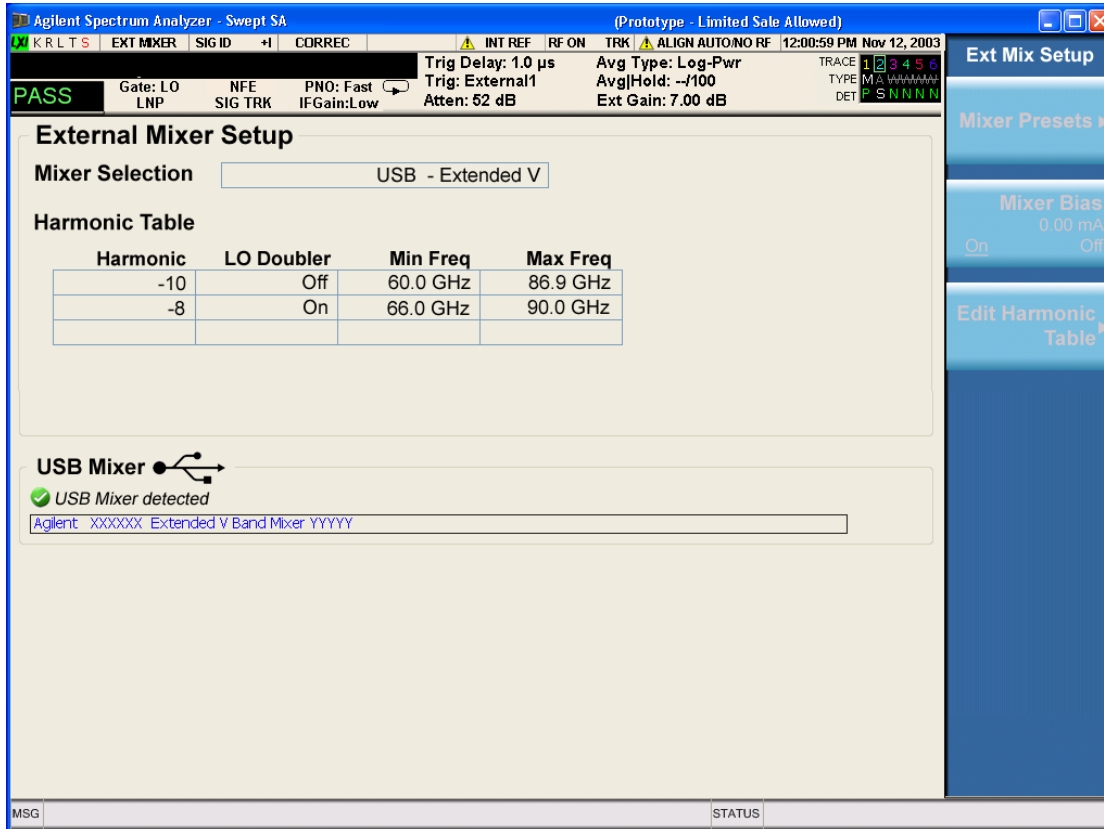 Agilent Spectrum Analyzer - Swept SA (Prototype - Limited Sale Allowed)
LXI K R L T S EXT MIXER SIG ID +I CORREC INT REF RF ON TRK ALIGN AUTO/NO RF 12:00:59 PM Nov 12, 2003
PASS
Gate: LO
LNP
NFE
SIG TRK
PNO: Fast
IFGain:Low
Trig Delay: 1.0 µs
Trig: External1
Atten: 52 dB
Avg Type: Log-Pwr
Avg|Hold: --/100
Ext Gain: 7.00 dB
TRACE 1 2 3 4 5 6
TYPE M A W W W W
DET P S N N N N
Ext Mix Setup
Mixer Presets
Mixer Bias
0.00 mA
On Off
Edit Harmonic
Table
External Mixer Setup
Mixer Selection USB - Extended V
Harmonic Table
Harmonic LO Doubler Min Freq Max Freq
-10 Off 60.0 GHz 86.9 GHz
-8 On 66.0 GHz 90.0 GHz
USB Mixer
USB Mixer detected
Agilent XXXXXX Extended V Band Mixer YYYYY
MSG STATUS